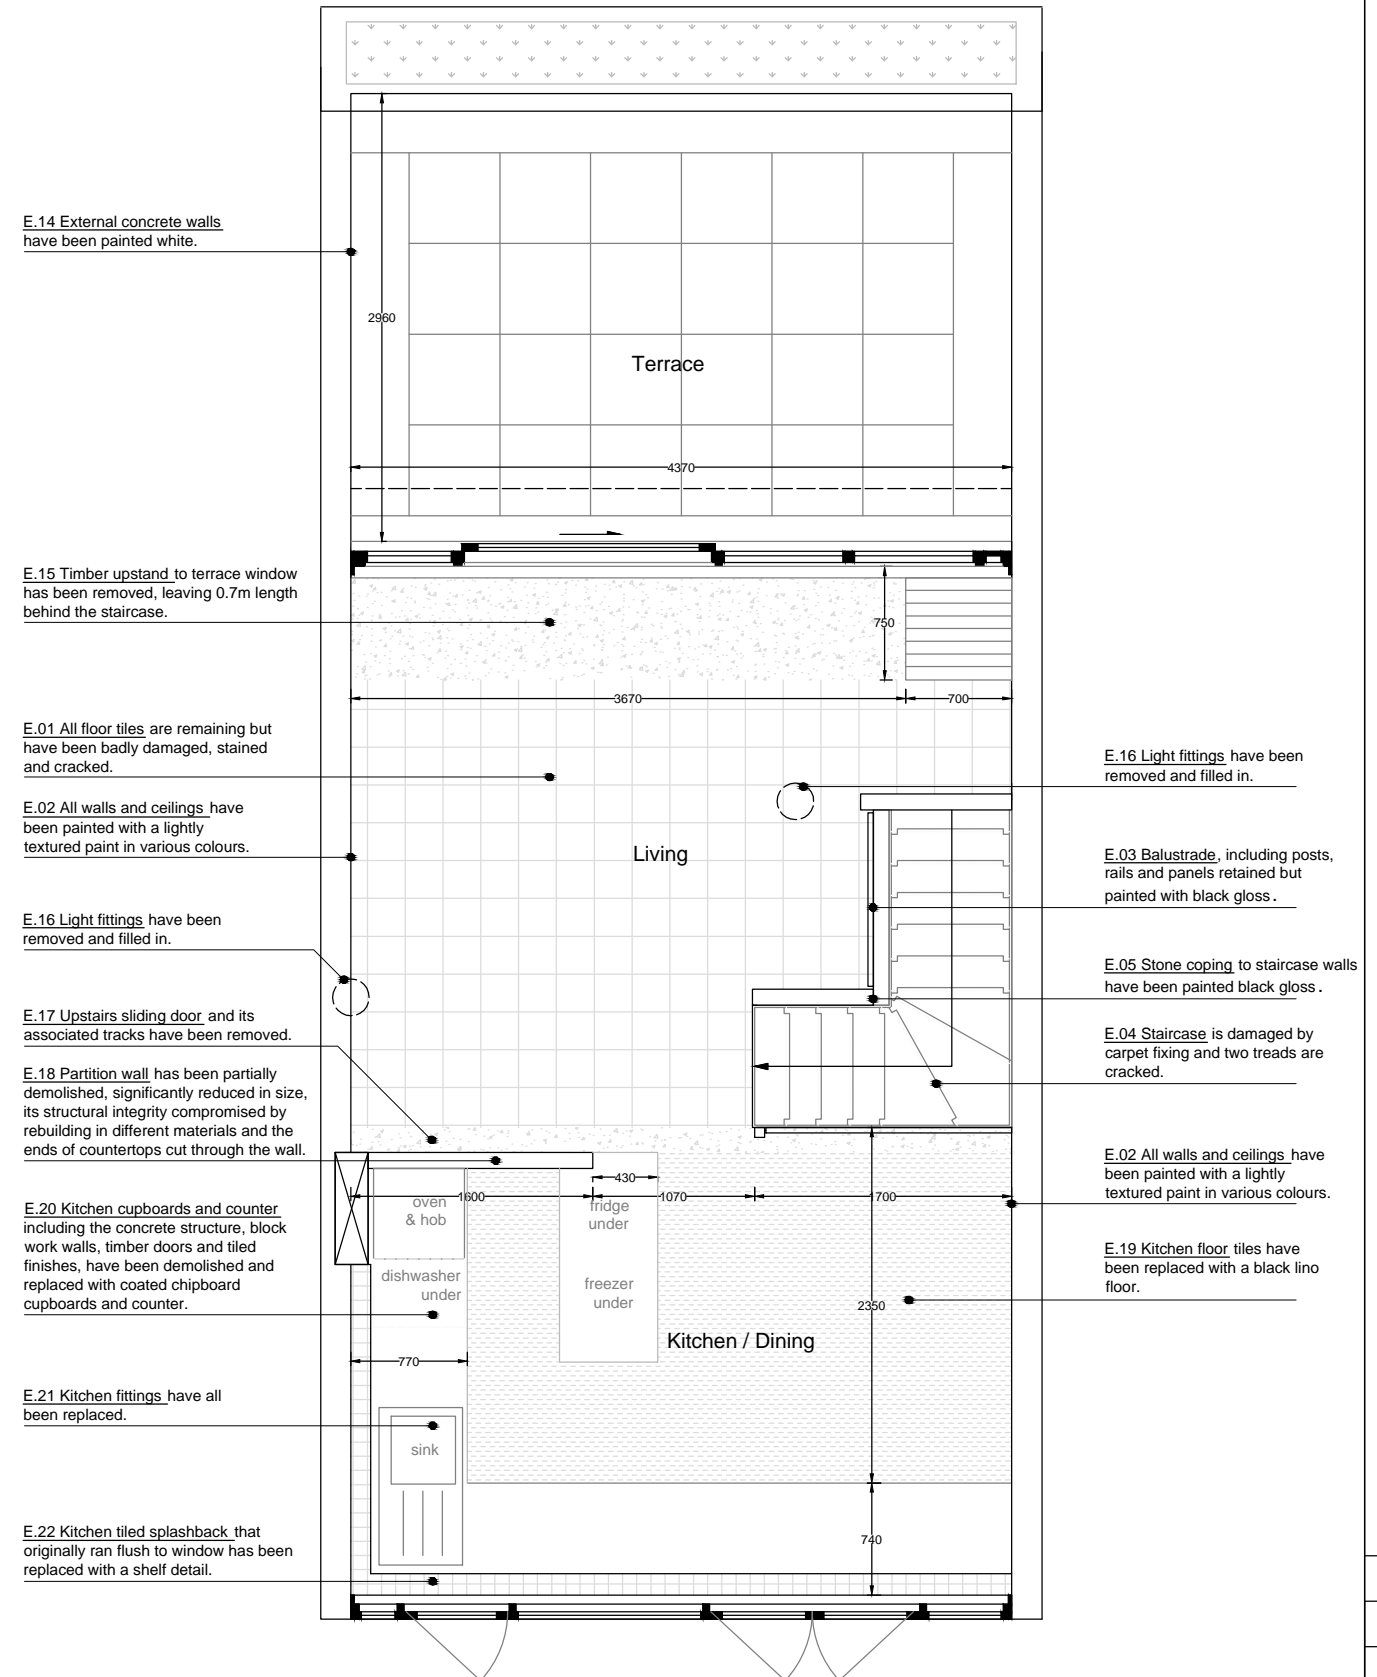 E.14 External concrete walls
have been painted white.
2960
Terrace
4370
E.15 Timber upstand to terrace window
has been removed, leaving 0.7m length
behind the staircase.
750
3670
700
E.01 All floor tiles are remaining but
have been badly damaged, stained
and cracked.
E.16 Light fittings have been
removed and filled in.
E.02 All walls and ceilings have
been painted with a lightly
textured paint in various colours.
Living
E.03 Balustrade, including posts,
rails and panels retained but
painted with black gloss.
E.16 Light fittings have been
removed and filled in.
E.05 Stone coping to staircase walls
have been painted black gloss.
E.17 Upstairs sliding door and its
associated tracks have been removed.
E.04 Staircase is damaged by
carpet fixing and two treads are
cracked.
E.18 Partition wall has been partially
demolished, significantly reduced in size,
its structural integrity compromised by
rebuilding in different materials and the
ends of countertops cut through the wall.
E.02 All walls and ceilings have
been painted with a lightly
textured paint in various colours.
430
1600
1070
1700
oven
& hob
fridge
under
E.20 Kitchen cupboards and counter
including the concrete structure, block
work walls, timber doors and tiled
finishes, have been demolished and
replaced with coated chipboard
cupboards and counter.
E.19 Kitchen floor tiles have
been replaced with a black lino
floor.
dishwasher
under
freezer
under
2350
Kitchen / Dining
770
E.21 Kitchen fittings have all
been replaced.
sink
E.22 Kitchen tiled splashback that
originally ran flush to window has been
replaced with a shelf detail.
740